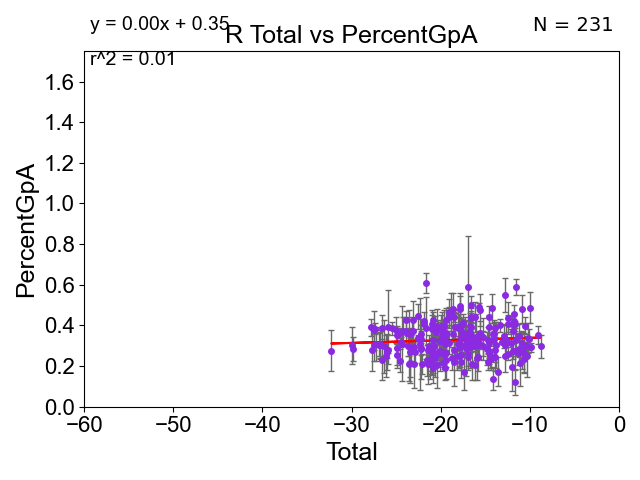 y = 0.00x + 0.35
N = 231
R Total vs PercentGpA
r^2 = 0.01
PercentGpA
1.6
1.4
1.2
1.0
0.8
0.6
0.4
0.2
0.0
−60 −50 −40 −30 −20 −10 0
Total